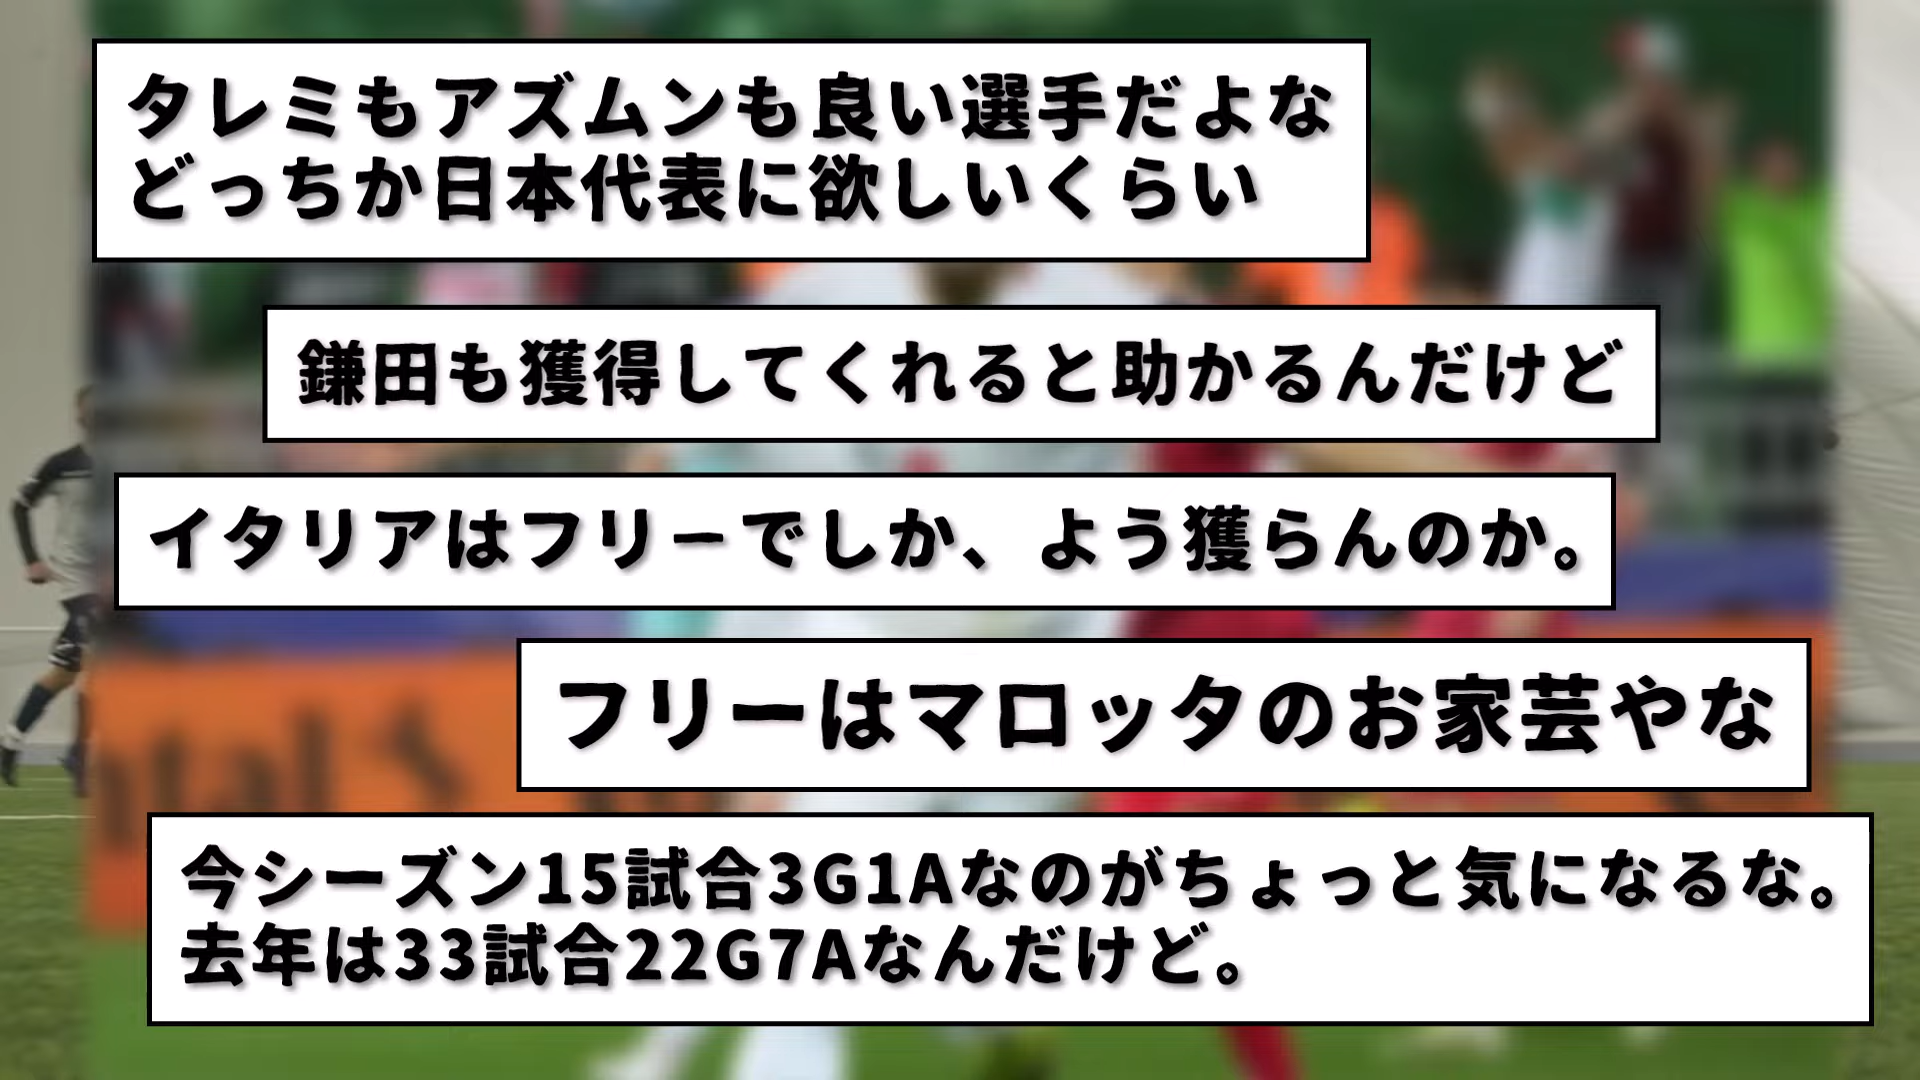 タレミもアズムンも良い選手だよな
どっちか日本代表に欲しいくらい
鎌田も獲得してくれると助かるんだけど
イタリアはフリーでしか、よう獲らんのか。
フリーはマロッタのお家芸やな
今シーズン15試合3G1Aなのがちょっと気になるな。
去年は33試合22G7Aなんだけど。